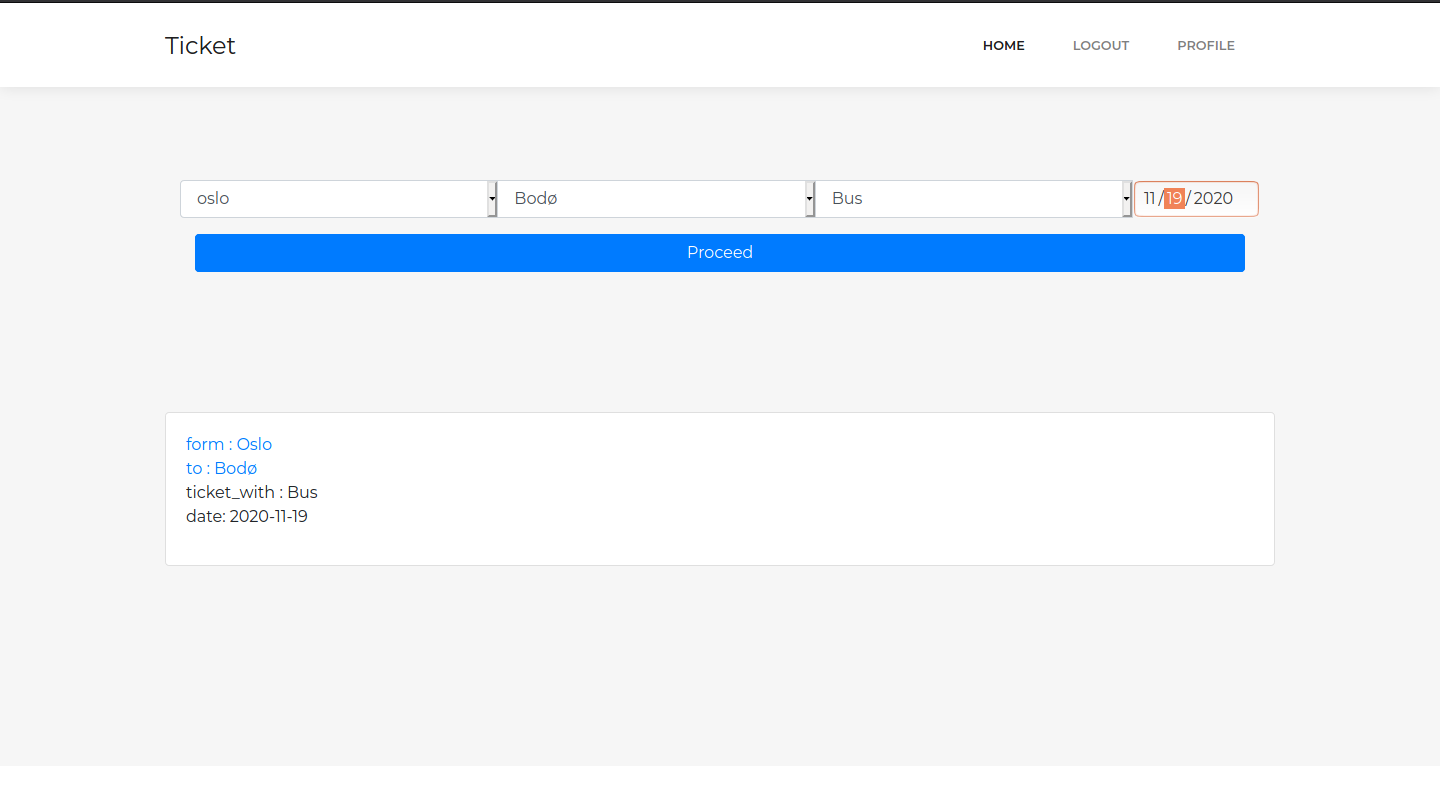 Ticket HOME LOGOUT PROFILE
oslo Bodø Bus 11/19/2020
Proceed
form : Oslo
to : Bodø
ticket_with : Bus
date: 2020-11-19